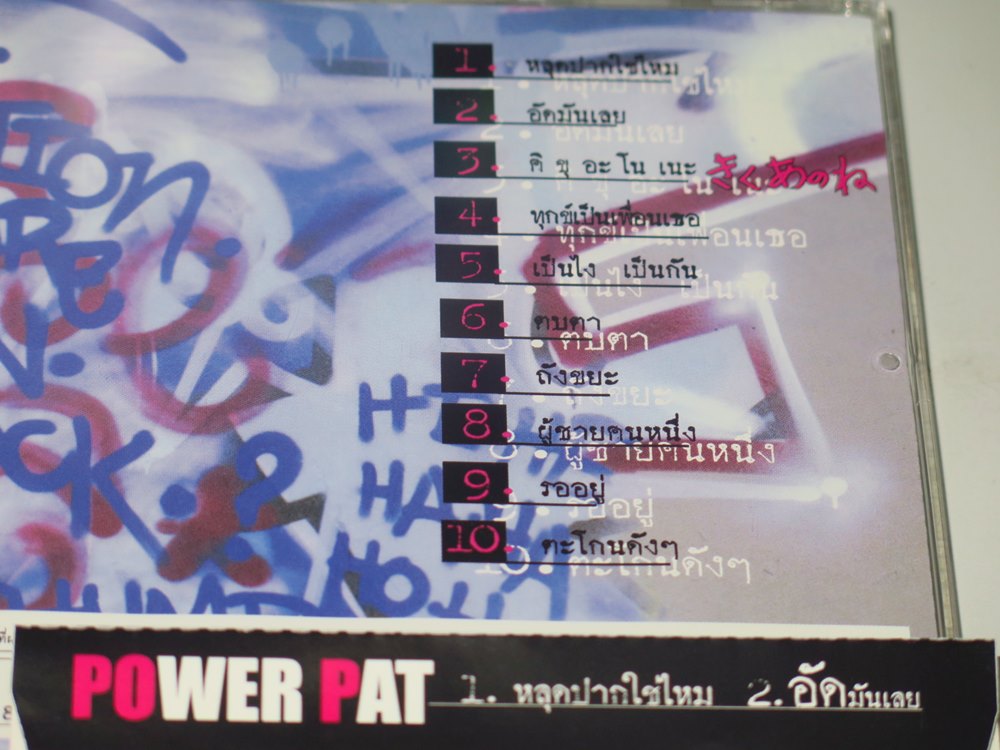 1. หลุดปากใช่ไหม
2. อัดมันเลย
3. คิ ชุ อะ โน เนะ きくあのね
4. ทุกข์เป็นเพื่อนเธอ
5. เป็นไง เป็นกัน
6. ตบตา
7. ถังขยะ
8. ผู้ชายคนหนึ่ง
9. รออยู่
10. ตะโกนดังๆ
POWER PAT 1. หลุดปากใช่ไหม 2. อัดมันเลย